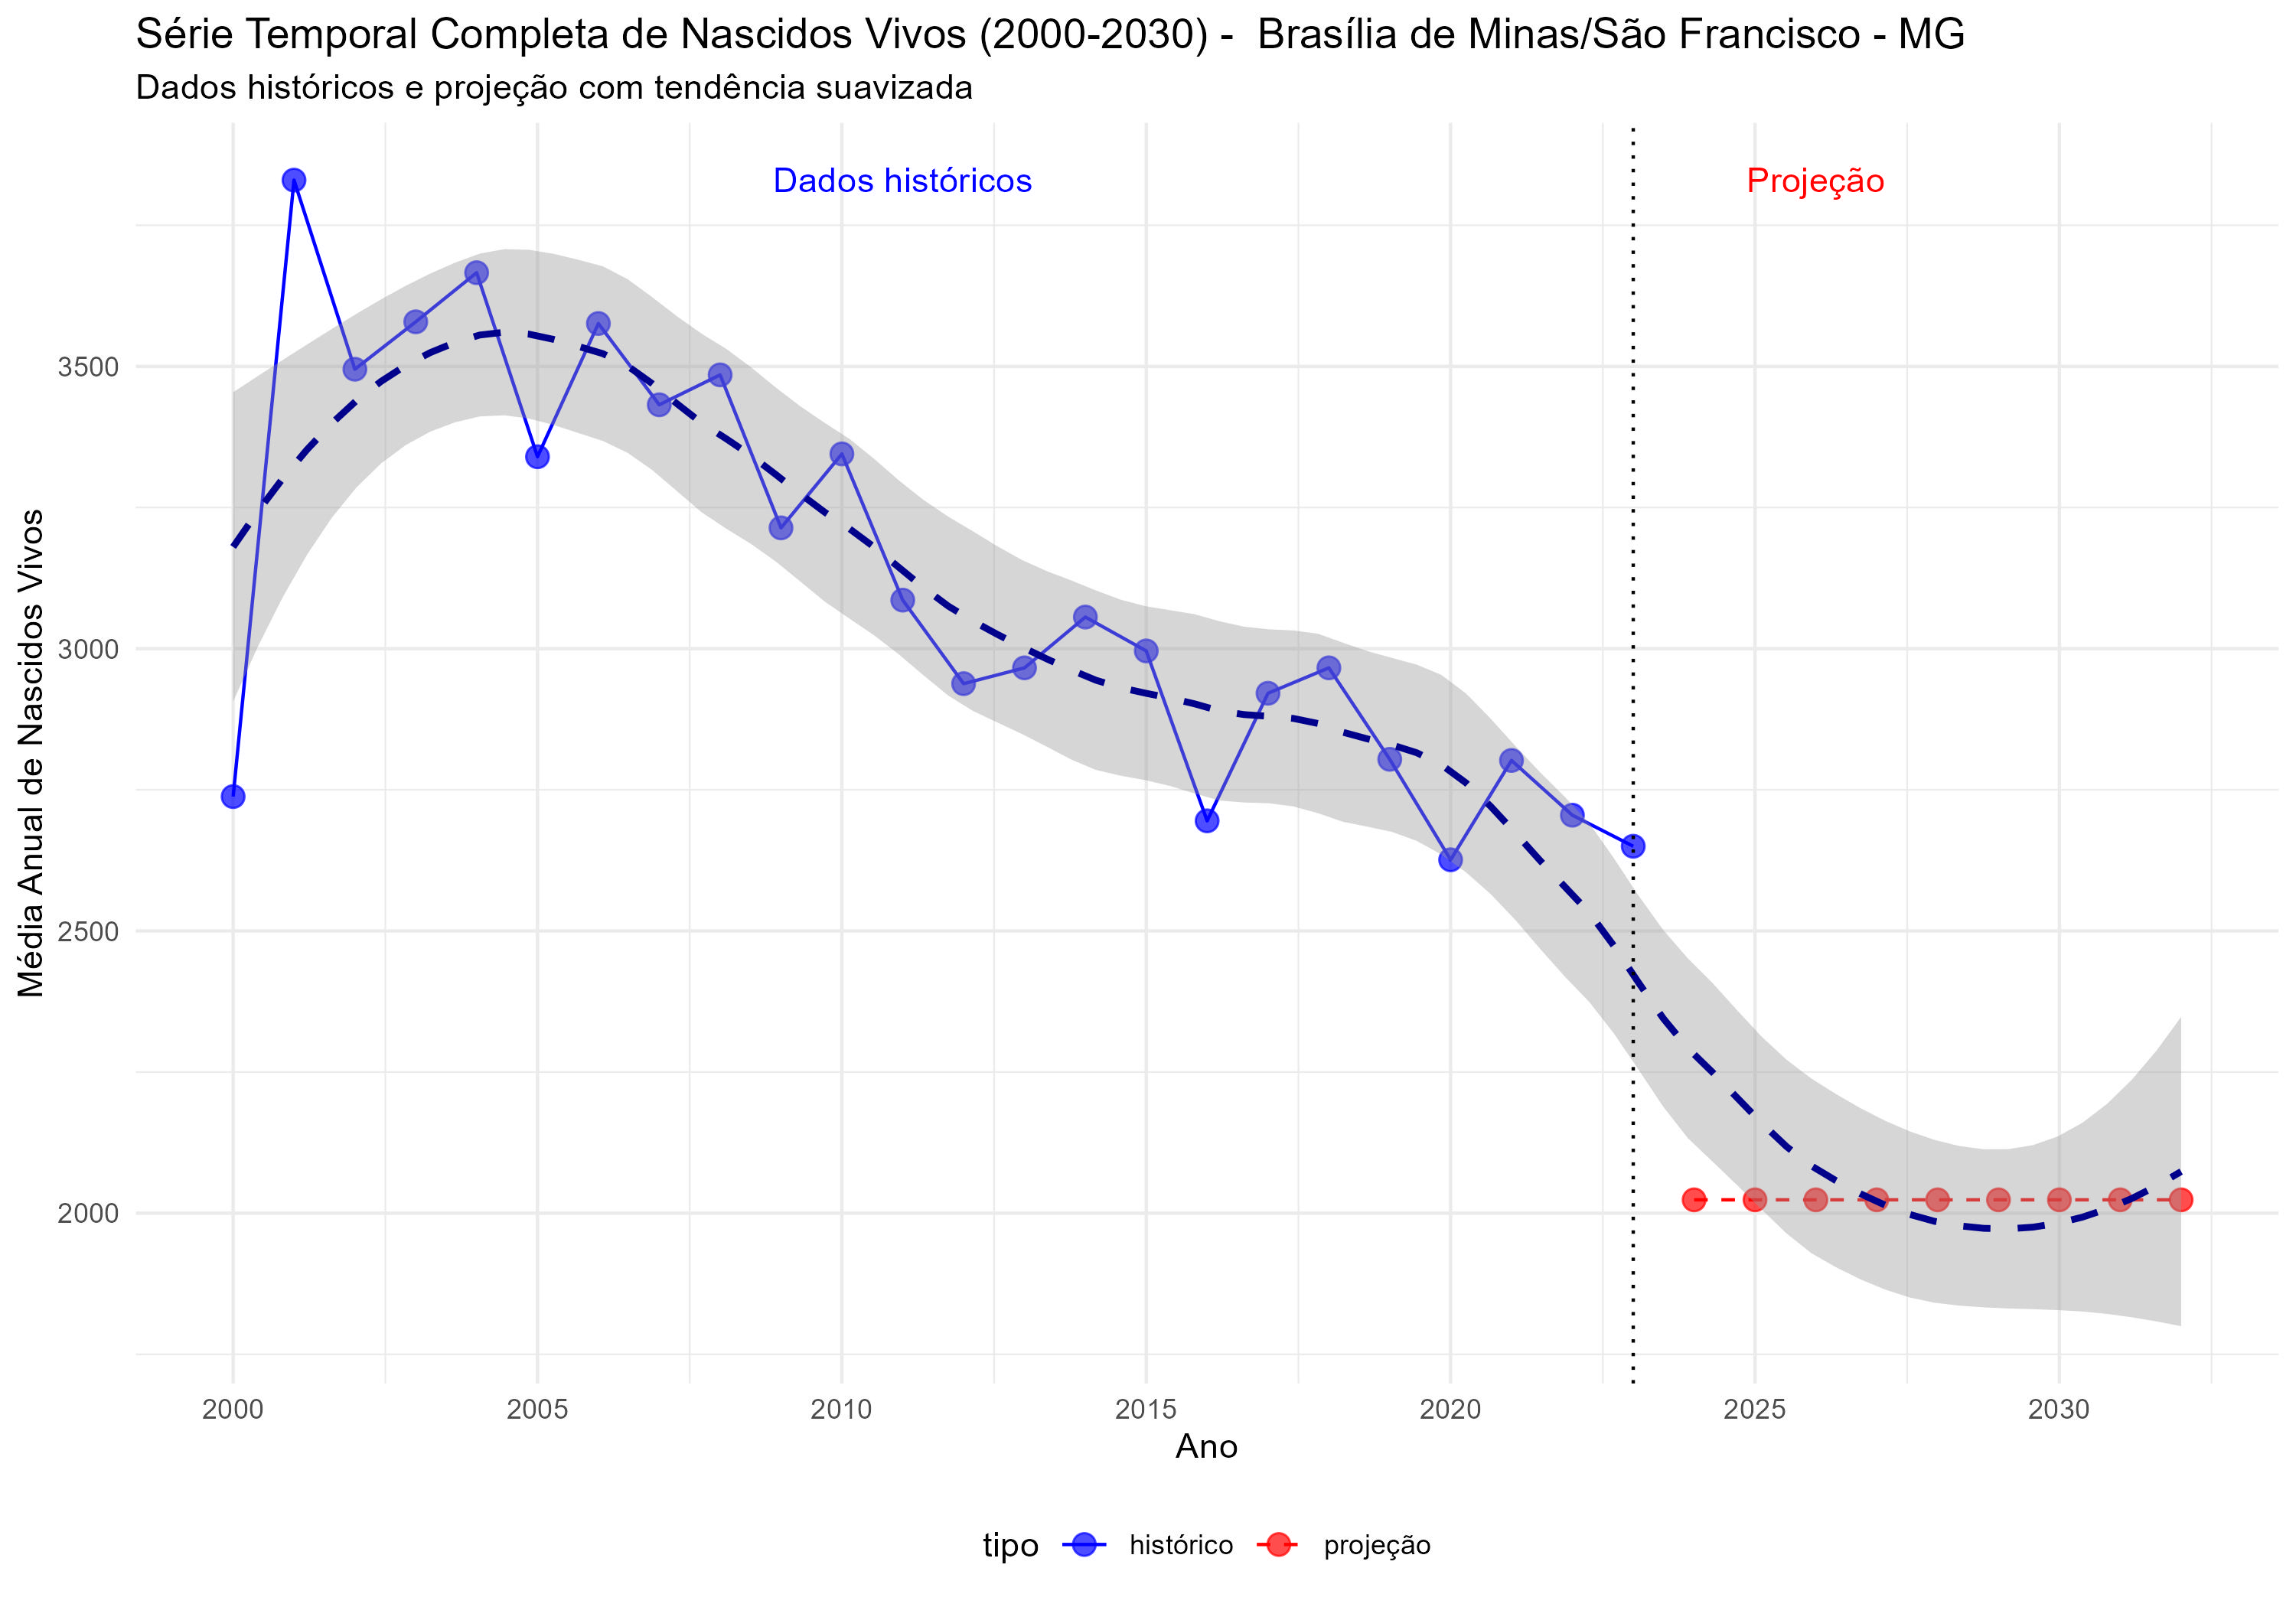 Série Temporal Completa de Nascidos Vivos (2000-2030) -  Brasília de Minas/São Francisco - MG
Dados históricos e projeção com tendência suavizada
Dados históricos
Projeção
Média Anual de Nascidos Vivos
3500
3000
2500
2000
2000
2005
2010
2015
2020
2025
2030
Ano
tipo
histórico
projeção